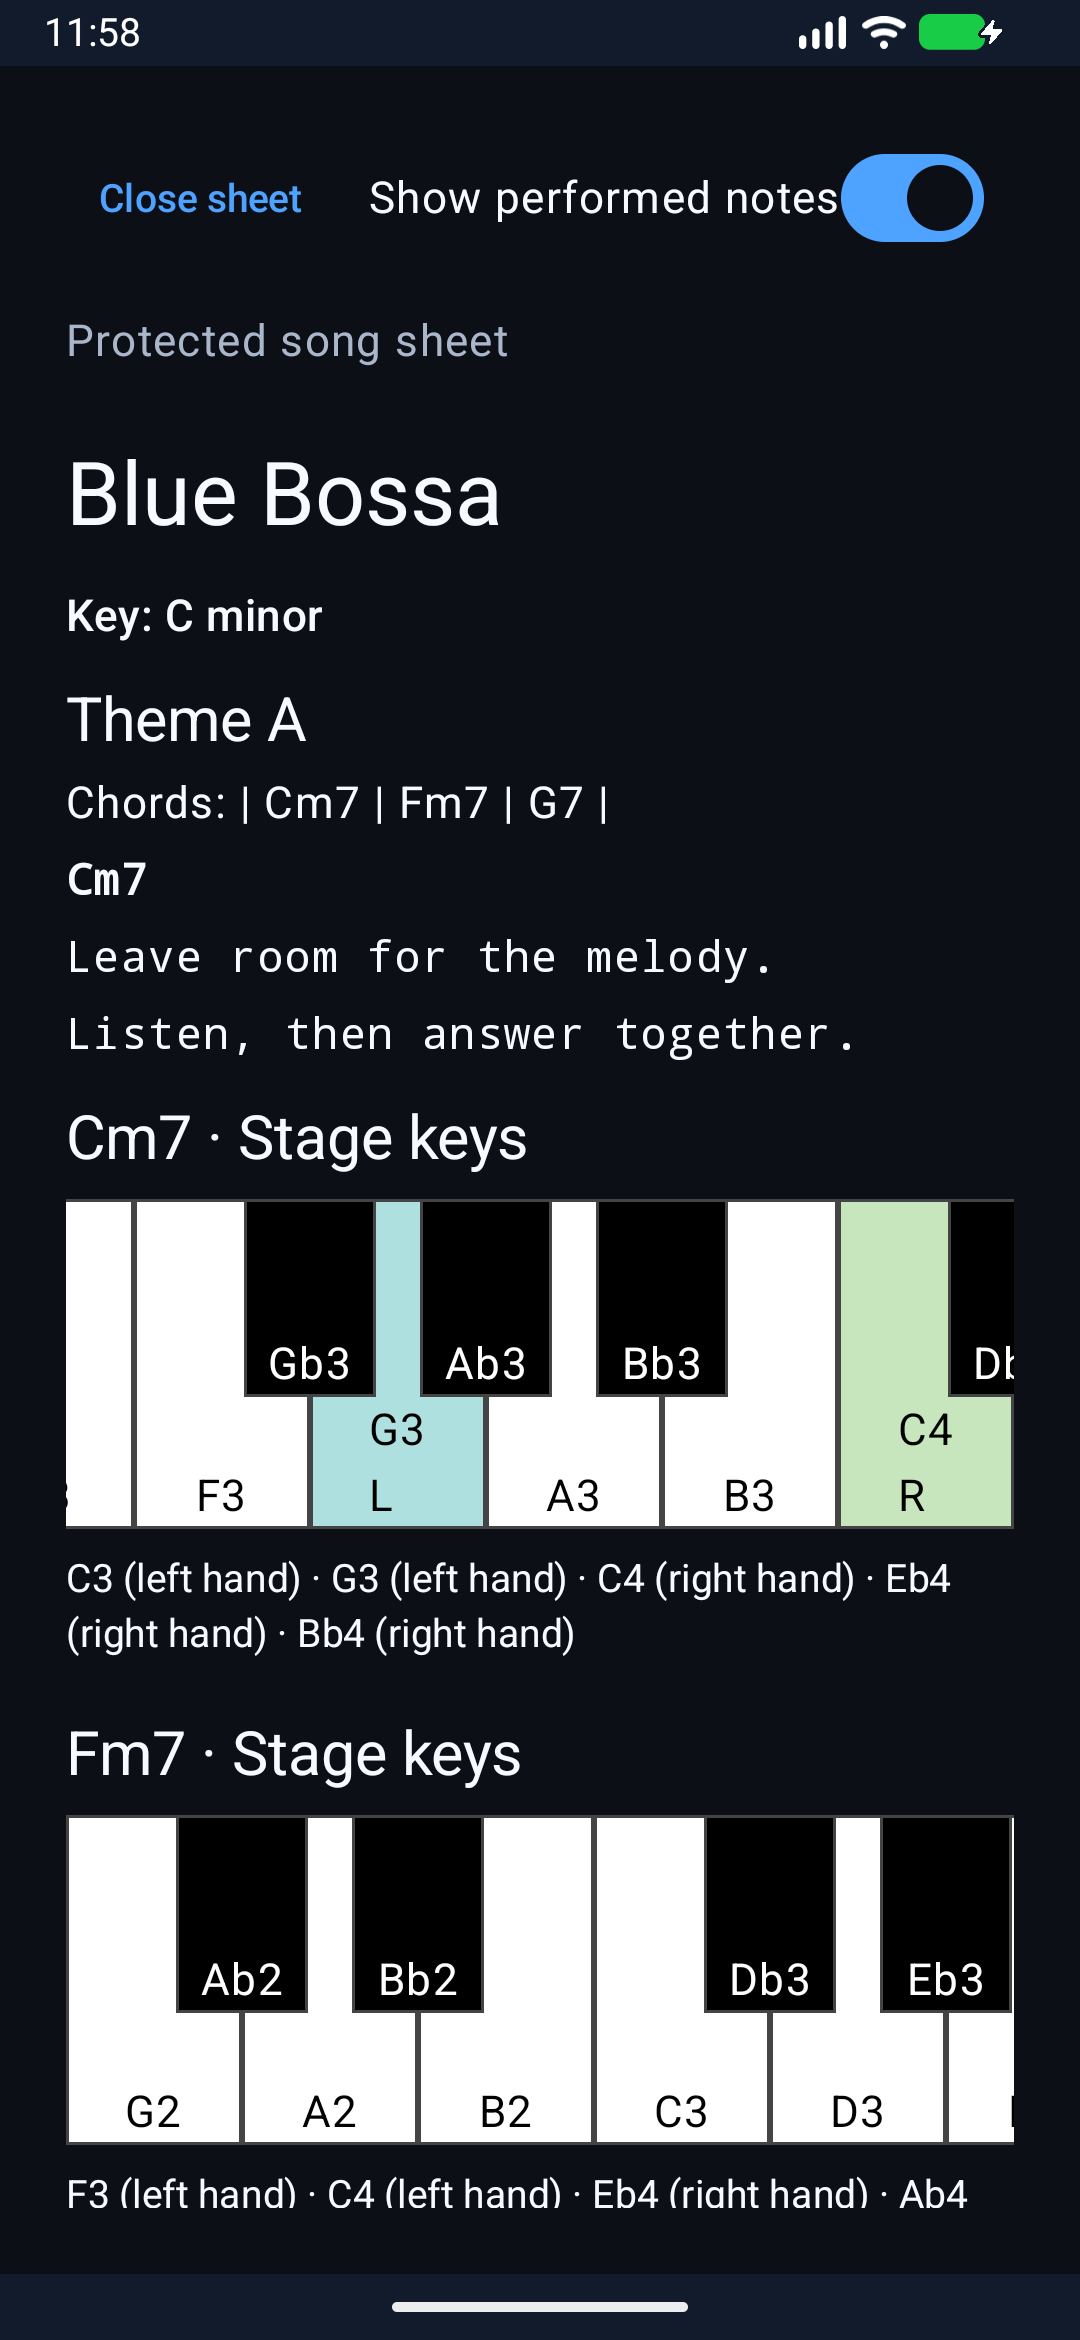 11:58
Close sheet Show performed notes
Protected song sheet
Blue Bossa
Key: C minor
Theme A
Chords: | Cm7 | Fm7 | G7 |
Cm7
Leave room for the melody.
Listen, then answer together.
Cm7 · Stage keys
Gb3 Ab3 Bb3
G3 C4
F3 L A3 B3 R
C3 (left hand) · G3 (left hand) · C4 (right hand) · Eb4
(right hand) · Bb4 (right hand)
Fm7 · Stage keys
Ab2 Bb2 Db3 Eb3
G2 A2 B2 C3 D3
F3 (left hand) · C4 (left hand) · Eb4 (right hand) · Ab4